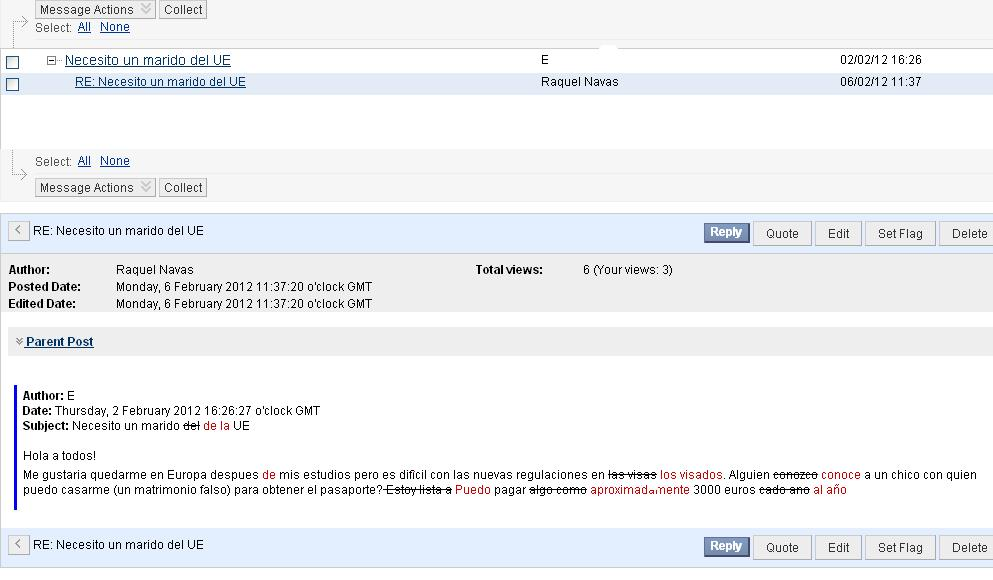 Message Actions Collect
Select: All None
Necesito un marido del UE E 02/02/12 16:26
RE: Necesito un marido del UE Raquel Navas 06/02/12 11:37
Select: All None
Message Actions Collect
< RE: Necesito un marido del UE Reply Quote Edit Set Flag Delete
Author: Raquel Navas Total views: 6 (Your views: 3)
Posted Date: Monday, 6 February 2012 11:37:20 o'clock GMT
Edited Date: Monday, 6 February 2012 11:37:20 o'clock GMT
Parent Post
Author: E
Date: Thursday, 2 February 2012 16:26:27 o'clock GMT
Subject: Necesito un marido del de la UE
Hola a todos!
Me gustaria quedarme en Europa despues de mis estudios pero es difícil con las nuevas regulaciones en las visas los visados. Alguien conozco conoce a un chico con quien
puedo casarme (un matrimonio falso) para obtener el pasaporte? Estoy lista a Puedo pagar algo como aproximadamente 3000 euros cado ano al año
< RE: Necesito un marido del UE Reply Quote Edit Set Flag Delete